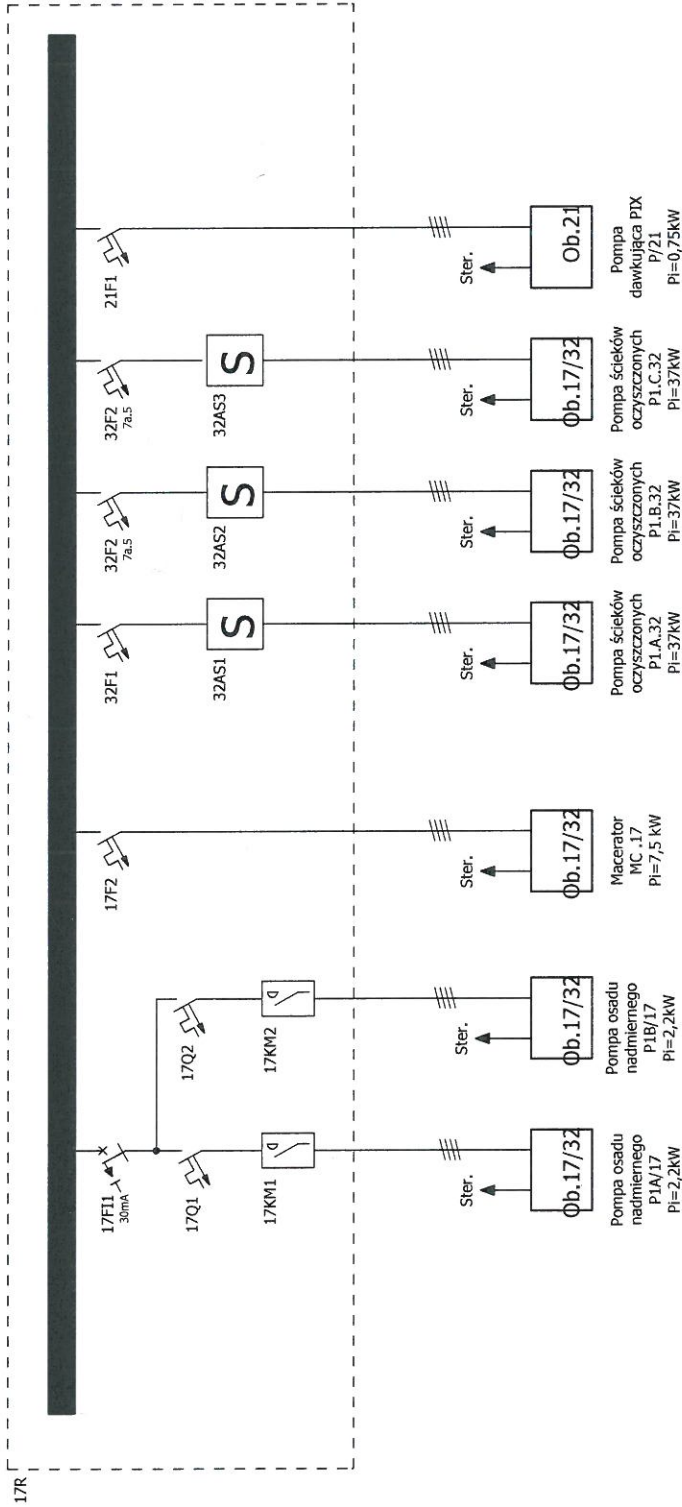 17R
17FI1
30mA
17Q1
17KM1
Ster.
Ob.17/32
Pompa osadu
nadmiernego
P1A/17
Pi=2,2kW
17Q2
17KM2
Ster.
Ob.17/32
Pompa osadu
nadmiernego
P1B/17
Pi=2,2kW
17F2
Ster.
Ob.17/32
Macerator
MC .17
Pi=7,5 kW
32F1
S
32AS1
Ster.
Ob.17/32
Pompa ścieków
oczyszczonych
P1.A.32
Pi=37kW
32F2
7a.5
S
32AS2
Ster.
Ob.17/32
Pompa ścieków
oczyszczonych
P1.B.32
Pi=37kW
32F2
7a.5
S
32AS3
Ster.
Ob.17/32
Pompa ścieków
oczyszczonych
P1.C.32
Pi=37kW
21F1
Ster.
Ob.21
Pompa
dawkująca PIX
P/21
Pi=0,75kW